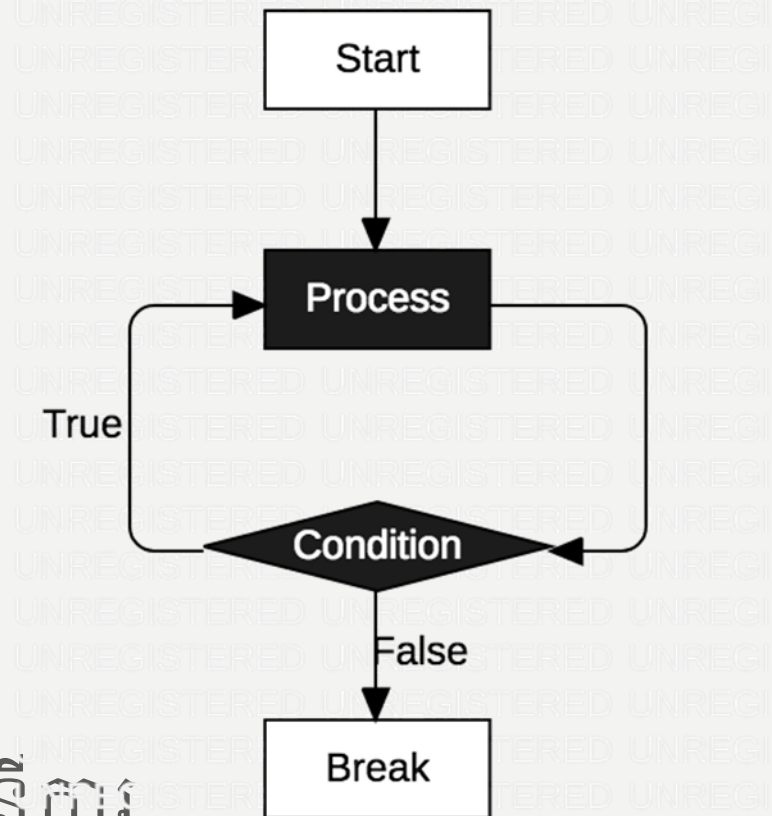 Start
Process
True
Condition
False
Break